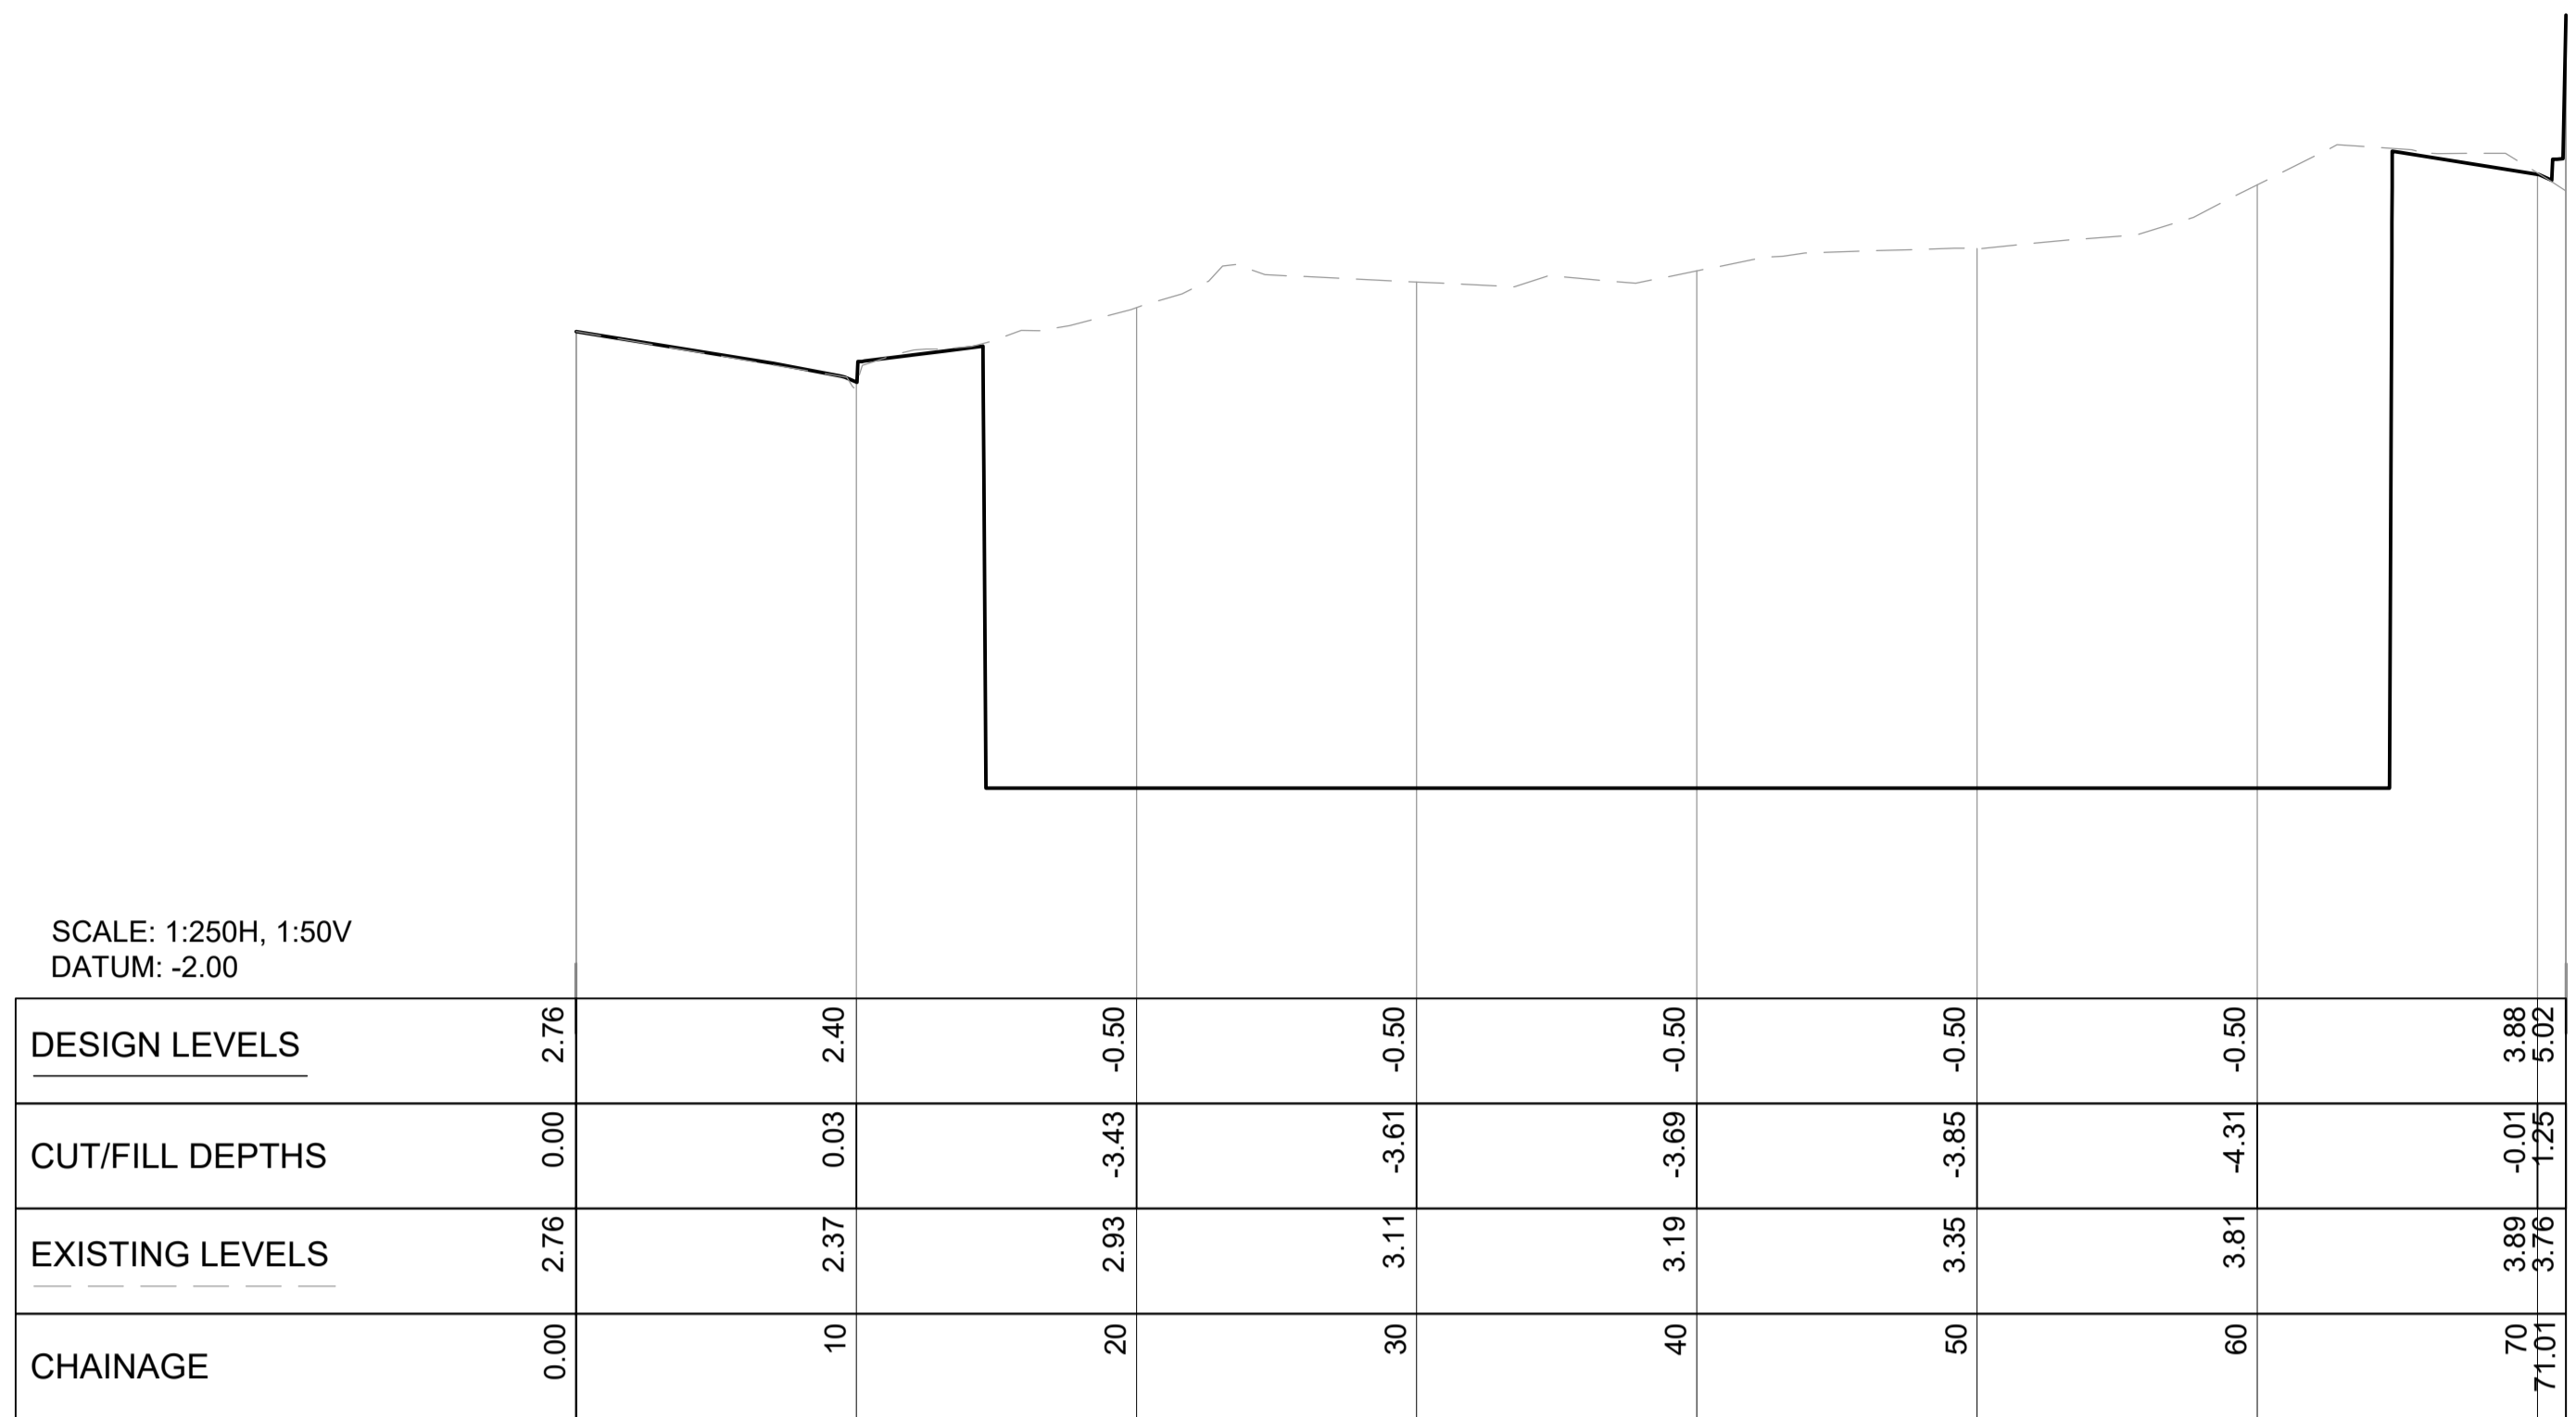 SCALE: 1:250H, 1:50V
DATUM: -2.00
DESIGN LEVELS 2.76 2.40 -0.50 -0.50 -0.50 -0.50 -0.50 3.88 5.02
CUT/FILL DEPTHS 0.00 0.03 -3.43 -3.61 -3.69 -3.85 -4.31 -0.01 1.25
EXISTING LEVELS 2.76 2.37 2.93 3.11 3.19 3.35 3.81 3.89 3.76
CHAINAGE 0.00 10 20 30 40 50 60 70 71.01